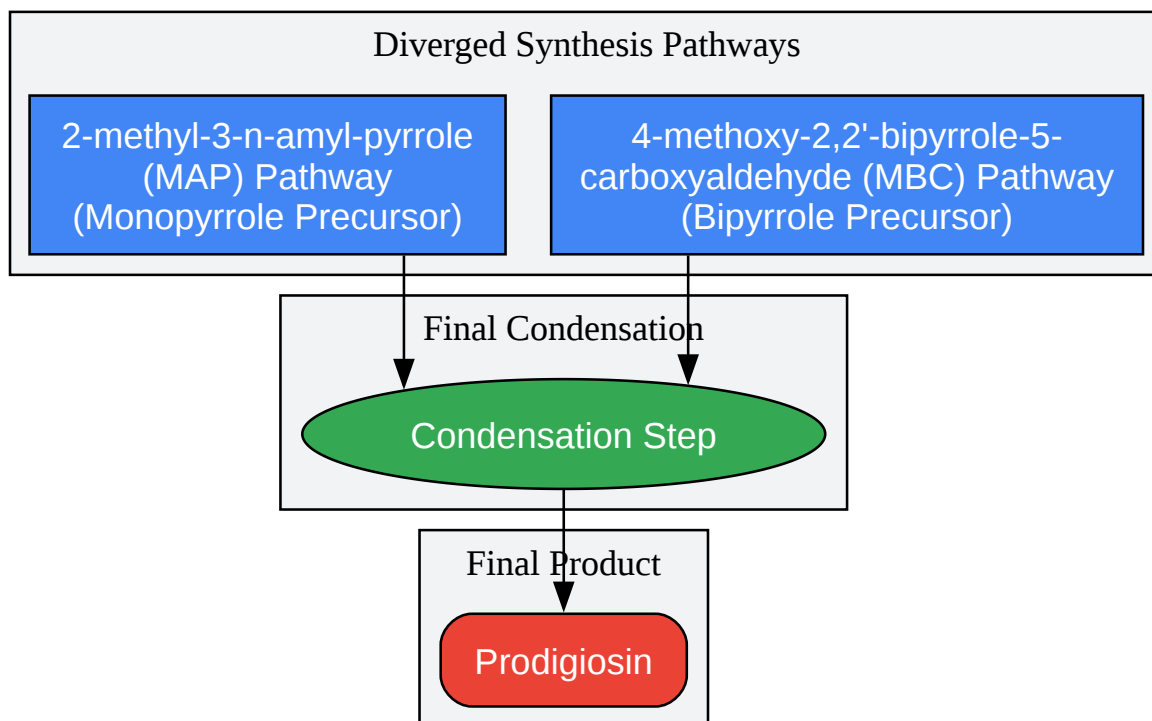 Diverged Synthesis Pathways
2-methyl-3-n-amyl-pyrrole
(MAP) Pathway
(Monopyrrole Precursor)
4-methoxy-2,2'-bipyrrole-5-
carboxyaldehyde (MBC) Pathway
(Bipyrrole Precursor)
Final Condensation
Condensation Step
Final Product
Prodigiosin